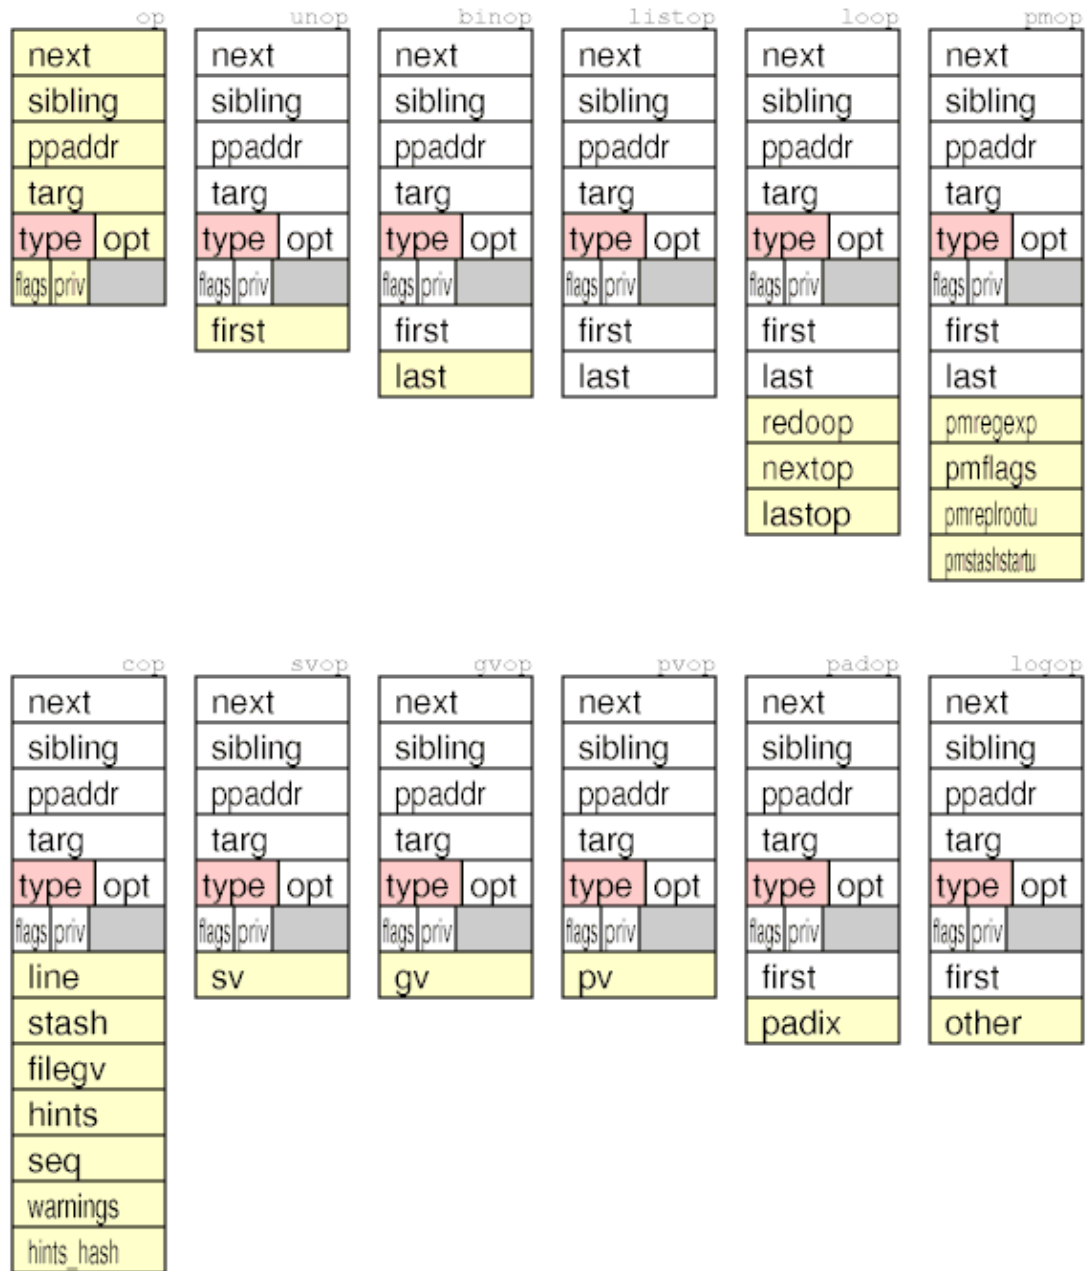 op unop binop listop loop pmop
next next next next next next
sibling sibling sibling sibling sibling sibling
ppaddr ppaddr ppaddr ppaddr ppaddr ppaddr
targ targ targ targ targ targ
type opt type opt type opt type opt type opt type opt
flags priv flags priv flags priv flags priv flags priv flags priv
first first first first first
last last last last
redoop pmregexp
nextop pmflags
lastop pmreplrootu
pmstashstartu
cop svop gvop pvop padop logop
next next next next next next
sibling sibling sibling sibling sibling sibling
ppaddr ppaddr ppaddr ppaddr ppaddr ppaddr
targ targ targ targ targ targ
type opt type opt type opt type opt type opt type opt
flags priv flags priv flags priv flags priv flags priv flags priv
line sv gv pv first first
stash padix other
filegv
hints
seq
warnings
hints_hash